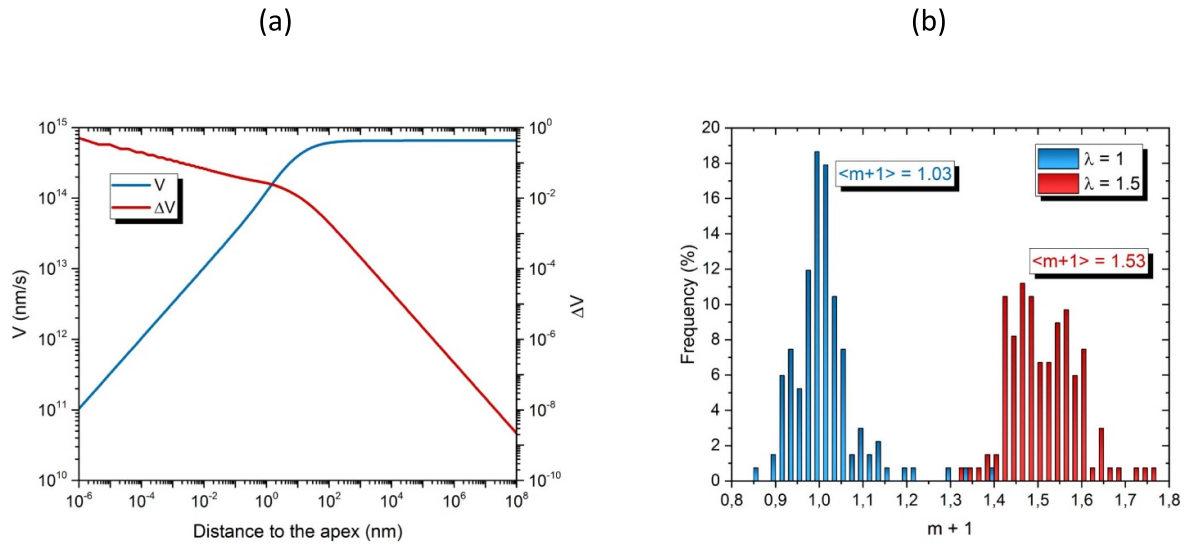 (a)
(b)
10^15
10^14
10^13
10^12
10^11
10^10
V (nm/s)
V
ΔV
10^0
10^-2
10^-4
10^-6
10^-8
10^-10
ΔV
10^-6 10^-4 10^-2 10^0 10^2 10^4 10^6 10^8
Distance to the apex (nm)
20
18
16
14
12
10
8
6
4
2
0
Frequency (%)
<m+1> = 1.03
λ = 1
λ = 1.5
<m+1> = 1.53
0,8 0,9 1,0 1,1 1,2 1,3 1,4 1,5 1,6 1,7 1,8
m + 1